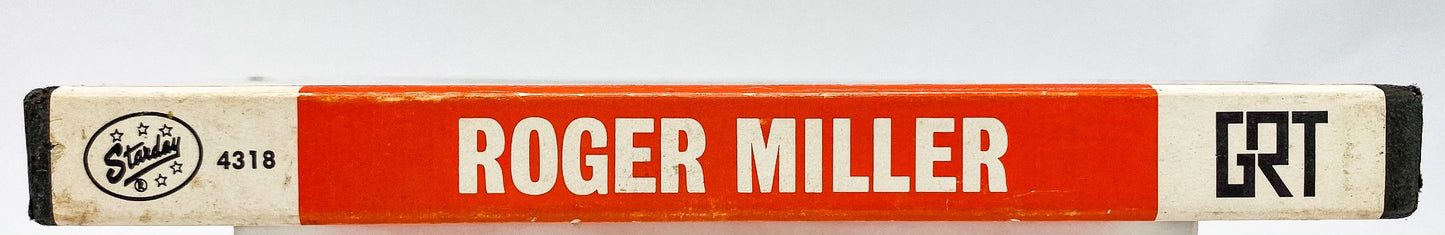 Starday
®
4318
ROGER MILLER
GRT